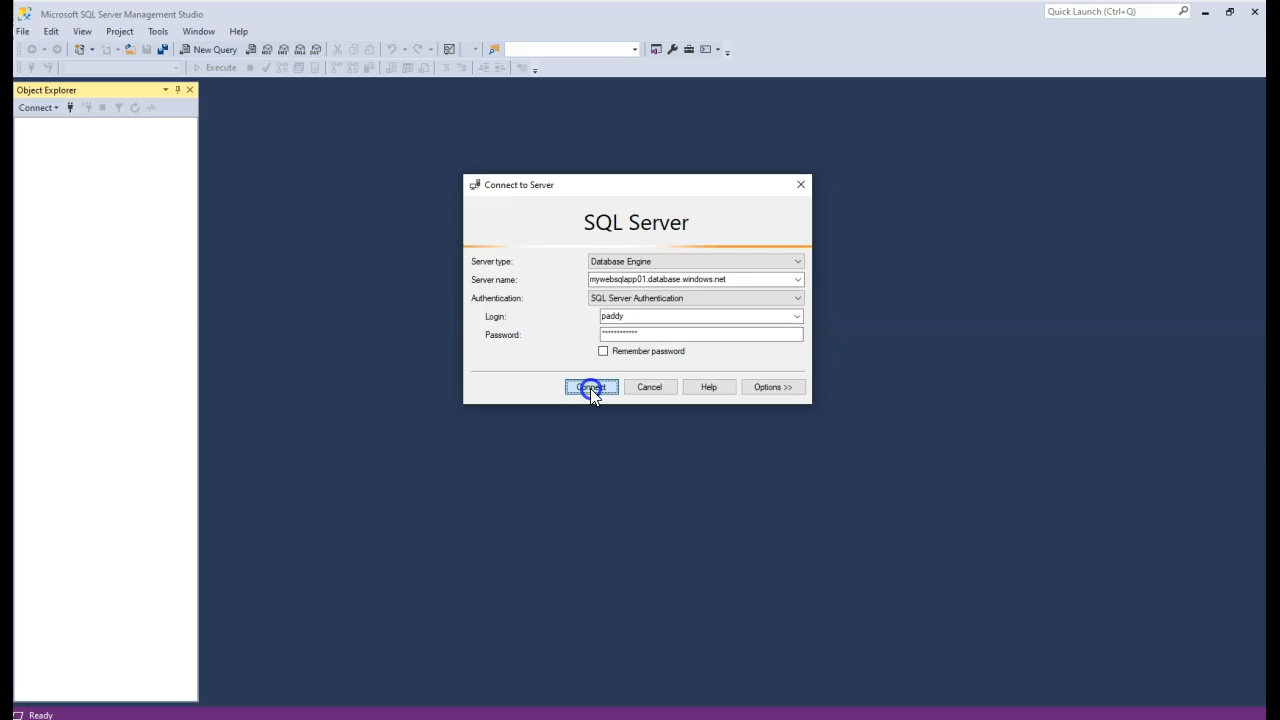 Microsoft SQL Server Management Studio
Quick Launch (Ctrl+Q)
File Edit View Project Tools Window Help
New Query
Execute
Object Explorer
Connect
Connect to Server
SQL Server
Server type: Database Engine
Server name: mywebsqlapp01.database.windows.net
Authentication: SQL Server Authentication
Login: paddy
Password: ************
Remember password
Connect Cancel Help Options >>
Ready